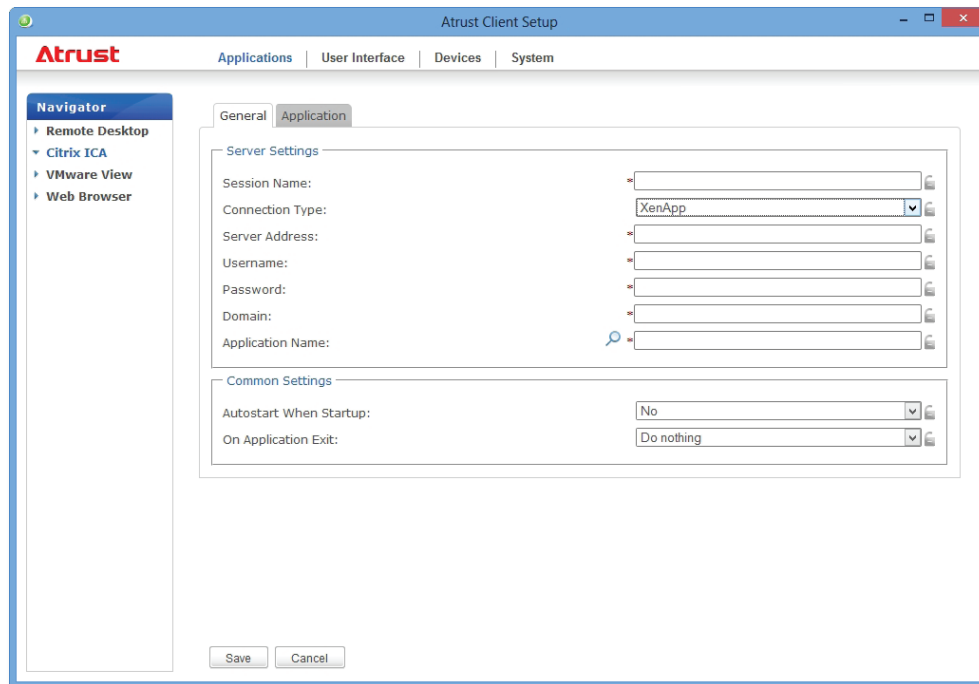 Atrust Client Setup
Atrust
Applications | User Interface | Devices | System
Navigator
Remote Desktop
Citrix ICA
VMware View
Web Browser
General Application
Server Settings
Session Name: *
Connection Type: XenApp
Server Address: *
Username: *
Password: *
Domain: *
Application Name: *
Common Settings
Autostart When Startup: No
On Application Exit: Do nothing
Save Cancel